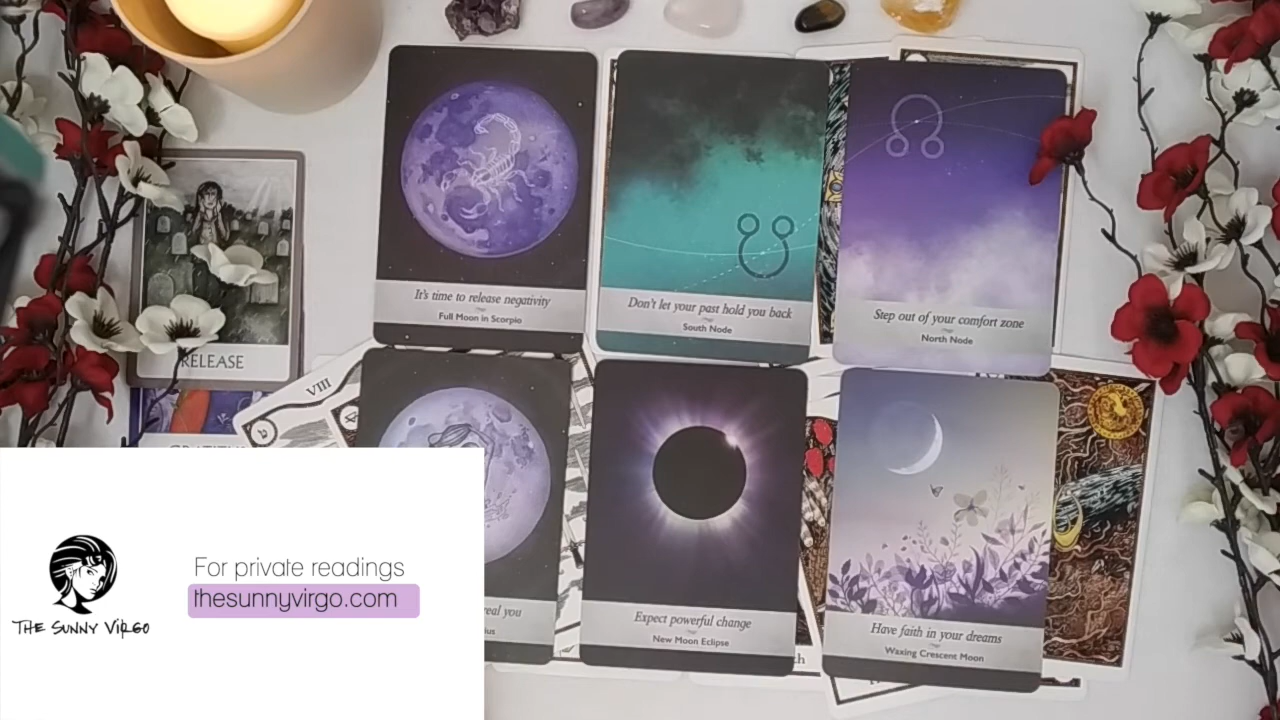 It's time to release negativity
Full Moon in Scorpio
Don't let your past hold you back
South Node
Step out of your comfort zone
North Node
RELEASE
VIII
real you
Expect powerful change
New Moon Eclipse
Have faith in your dreams
Waxing Crescent Moon
For private readings
thesunnyvirgo.com
THE SUNNY VIRGO